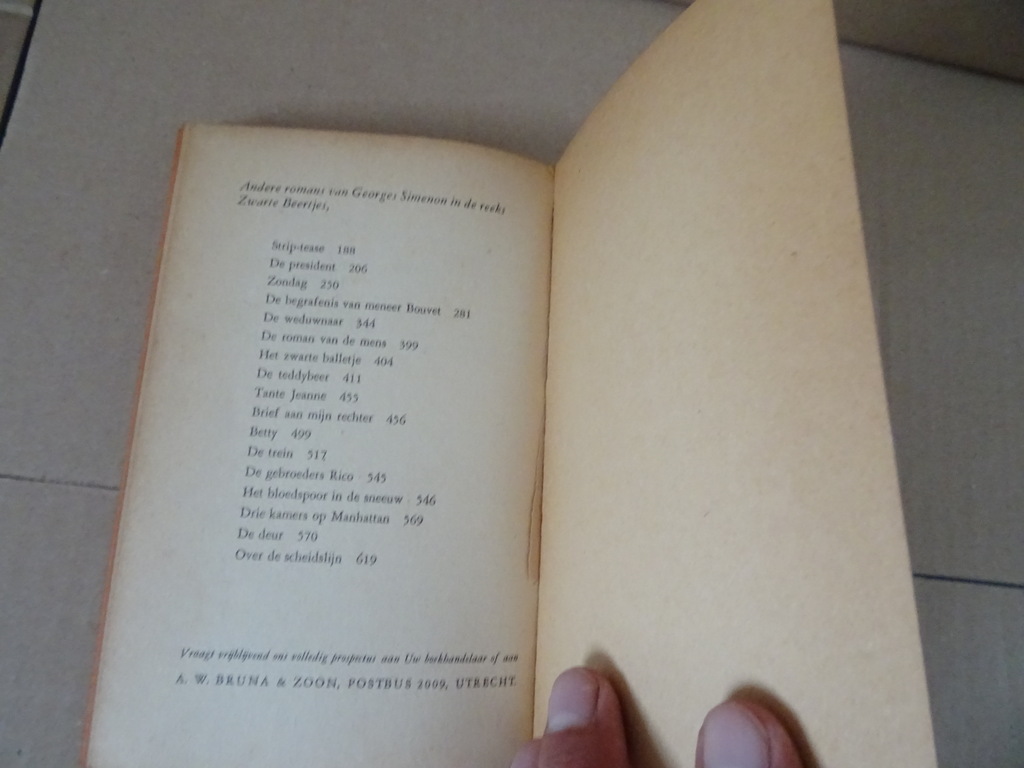 Andere romans van Georges Simenon in de reeks
Zwarte Beertjes,
Strip-tease 188
De president 206
Zondag 250
De begrafenis van meneer Bouvet 281
De weduwnaar 344
De roman van de mens 399
Het zwarte balletje 404
De teddybeer 411
Tante Jeanne 455
Brief aan mijn rechter 456
Betty 499
De trein 517
De gebroeders Rico 545
Het bloedspoor in de sneeuw 546
Drie kamers op Manhattan 569
De deur 570
Over de scheidslijn 619
Vraagt vrijblijvend ons volledig prospectus aan Uw boekhandelaar of aan
A. W. BRUNA & ZOON, POSTBUS 2009, UTRECHT.